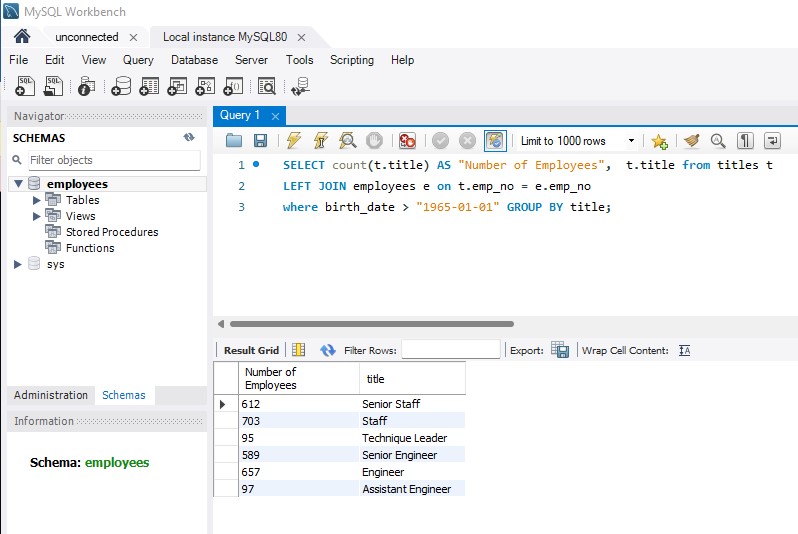 MySQL Workbench
unconnected × Local instance MySQL80 ×
File Edit View Query Database Server Tools Scripting Help
Navigator
SCHEMAS
Filter objects
employees
Tables
Views
Stored Procedures
Functions
sys
Administration Schemas
Information
Schema: employees
Query 1 ×
Limit to 1000 rows
1 SELECT count(t.title) AS "Number of Employees", t.title from titles t
2 LEFT JOIN employees e on t.emp_no = e.emp_no
3 where birth_date > "1965-01-01" GROUP BY title;
Result Grid Filter Rows: Export: Wrap Cell Content:
Number of
Employees title
612 Senior Staff
703 Staff
95 Technique Leader
589 Senior Engineer
657 Engineer
97 Assistant Engineer